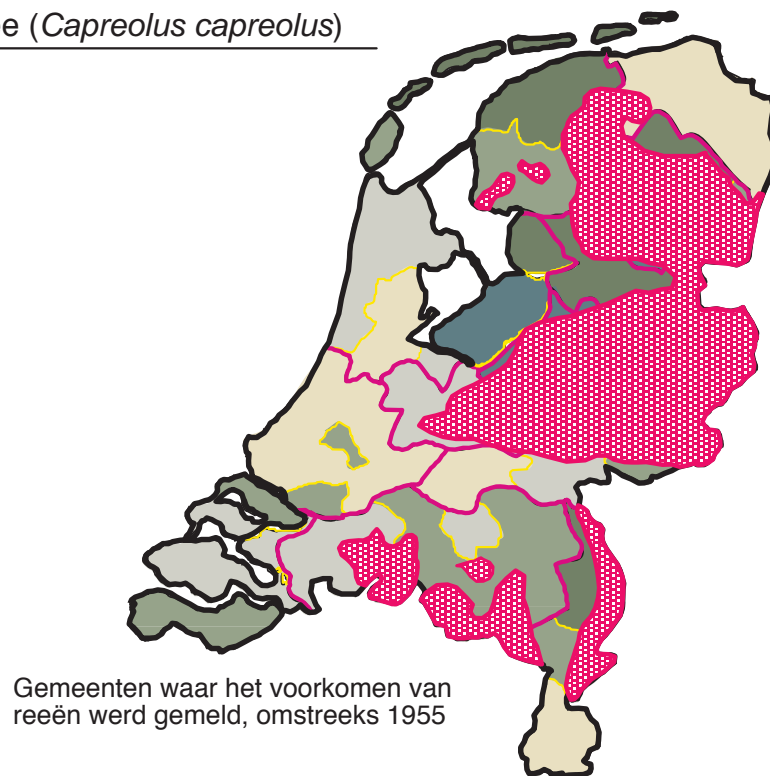 e (Capreolus capreolus)
Gemeenten waar het voorkomen van
reeën werd gemeld, omstreeks 1955